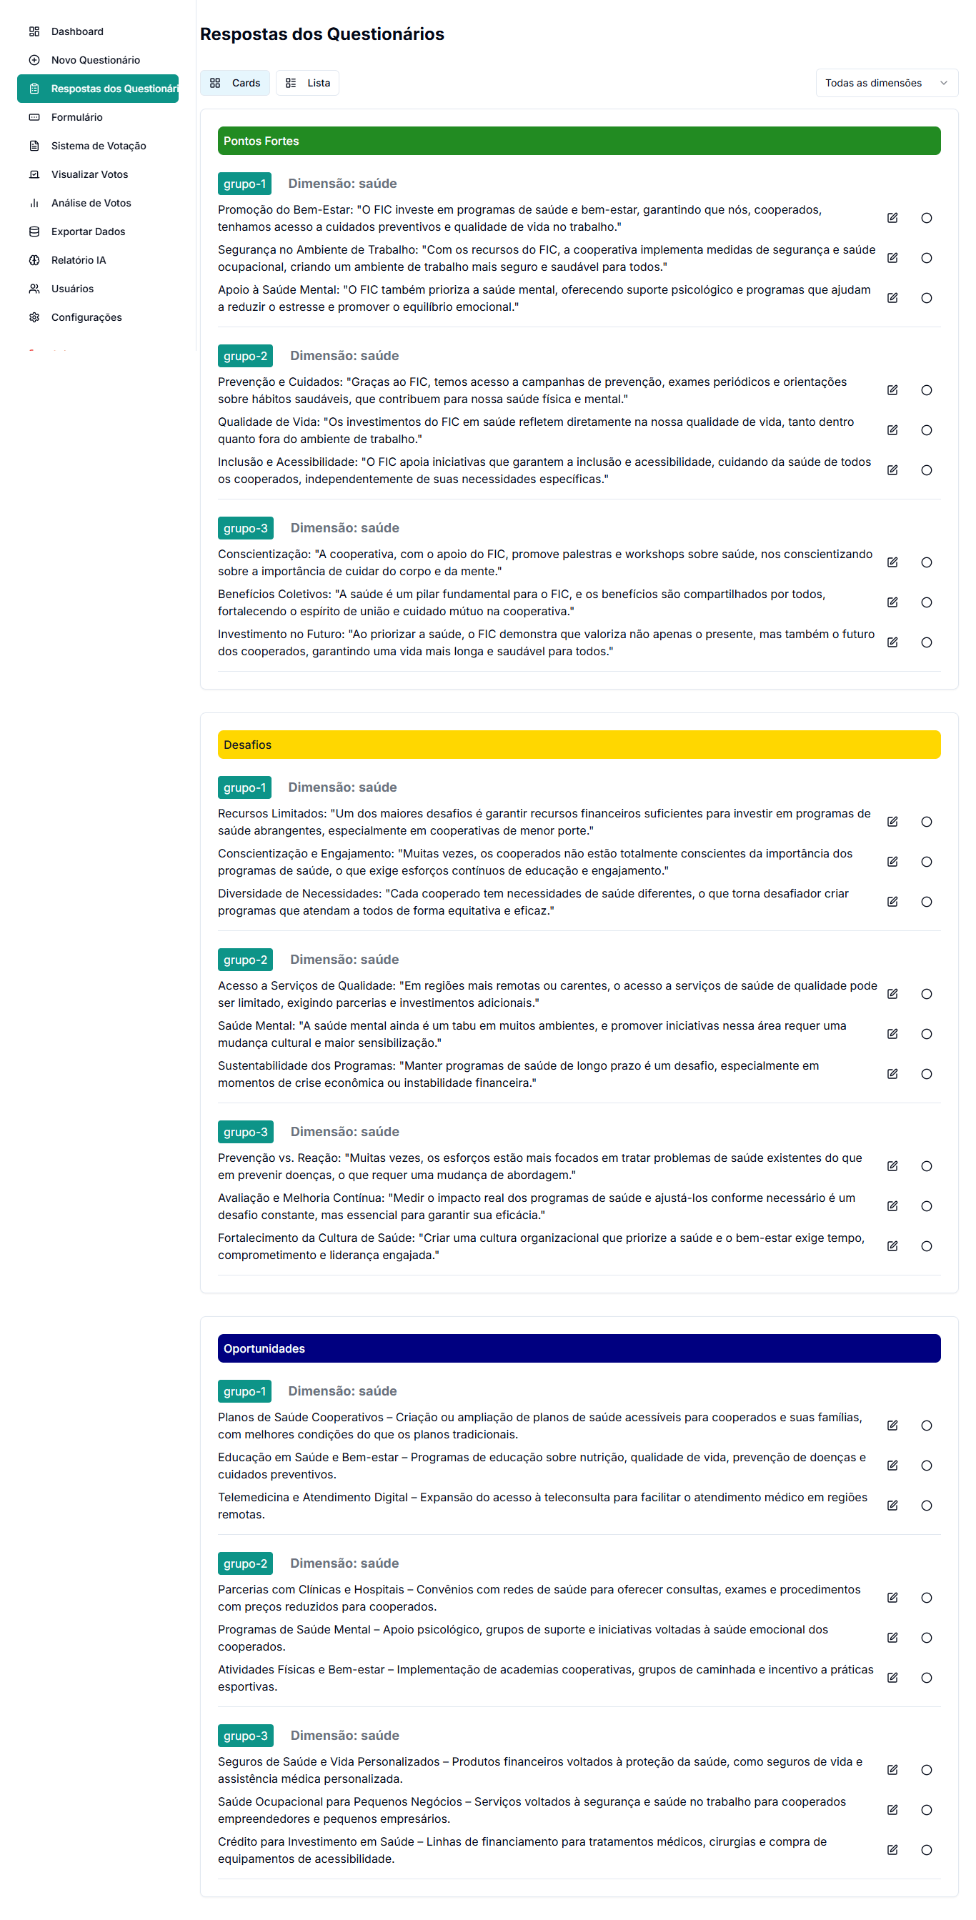 Dashboard
Novo Questionário
Respostas dos Questionári
Formulário
Sistema de Votação
Visualizar Votos
Análise de Votos
Exportar Dados
Relatório IA
Usuários
Configurações
Respostas dos Questionários
Cards
Lista
Todas as dimensões
Pontos Fortes
grupo-1 Dimensão: saúde
Promoção do Bem-Estar: "O FIC investe em programas de saúde e bem-estar, garantindo que nós, cooperados,
tenhamos acesso a cuidados preventivos e qualidade de vida no trabalho."
Segurança no Ambiente de Trabalho: "Com os recursos do FIC, a cooperativa implementa medidas de segurança e saúde
ocupacional, criando um ambiente de trabalho mais seguro e saudável para todos."
Apoio à Saúde Mental: "O FIC também prioriza a saúde mental, oferecendo suporte psicológico e programas que ajudam
a reduzir o estresse e promover o equilíbrio emocional."
grupo-2 Dimensão: saúde
Prevenção e Cuidados: "Graças ao FIC, temos acesso a campanhas de prevenção, exames periódicos e orientações
sobre hábitos saudáveis, que contribuem para nossa saúde física e mental."
Qualidade de Vida: "Os investimentos do FIC em saúde refletem diretamente na nossa qualidade de vida, tanto dentro
quanto fora do ambiente de trabalho."
Inclusão e Acessibilidade: "O FIC apoia iniciativas que garantem a inclusão e acessibilidade, cuidando da saúde de todos
os cooperados, independentemente de suas necessidades específicas."
grupo-3 Dimensão: saúde
Conscientização: "A cooperativa, com o apoio do FIC, promove palestras e workshops sobre saúde, nos conscientizando
sobre a importância de cuidar do corpo e da mente."
Benefícios Coletivos: "A saúde é um pilar fundamental para o FIC, e os benefícios são compartilhados por todos,
fortalecendo o espírito de união e cuidado mútuo na cooperativa."
Investimento no Futuro: "Ao priorizar a saúde, o FIC demonstra que valoriza não apenas o presente, mas também o futuro
dos cooperados, garantindo uma vida mais longa e saudável para todos."
Desafios
grupo-1 Dimensão: saúde
Recursos Limitados: "Um dos maiores desafios é garantir recursos financeiros suficientes para investir em programas de
saúde abrangentes, especialmente em cooperativas de menor porte."
Conscientização e Engajamento: "Muitas vezes, os cooperados não estão totalmente conscientes da importância dos
programas de saúde, o que exige esforços contínuos de educação e engajamento."
Diversidade de Necessidades: "Cada cooperado tem necessidades de saúde diferentes, o que torna desafiador criar
programas que atendam a todos de forma equitativa e eficaz."
grupo-2 Dimensão: saúde
Acesso a Serviços de Qualidade: "Em regiões mais remotas ou carentes, o acesso a serviços de saúde de qualidade pode
ser limitado, exigindo parcerias e investimentos adicionais."
Saúde Mental: "A saúde mental ainda é um tabu em muitos ambientes, e promover iniciativas nessa área requer uma
mudança cultural e maior sensibilização."
Sustentabilidade dos Programas: "Manter programas de saúde de longo prazo é um desafio, especialmente em
momentos de crise econômica ou instabilidade financeira."
grupo-3 Dimensão: saúde
Prevenção vs. Reação: "Muitas vezes, os esforços estão mais focados em tratar problemas de saúde existentes do que
em prevenir doenças, o que requer uma mudança de abordagem."
Avaliação e Melhoria Contínua: "Medir o impacto real dos programas de saúde e ajustá-los conforme necessário é um
desafio constante, mas essencial para garantir sua eficácia."
Fortalecimento da Cultura de Saúde: "Criar uma cultura organizacional que priorize a saúde e o bem-estar exige tempo,
comprometimento e liderança engajada."
Oportunidades
grupo-1 Dimensão: saúde
Planos de Saúde Cooperativos – Criação ou ampliação de planos de saúde acessíveis para cooperados e suas famílias,
com melhores condições do que os planos tradicionais.
Educação em Saúde e Bem-estar – Programas de educação sobre nutrição, qualidade de vida, prevenção de doenças e
cuidados preventivos.
Telemedicina e Atendimento Digital – Expansão do acesso à teleconsulta para facilitar o atendimento médico em regiões
remotas.
grupo-2 Dimensão: saúde
Parcerias com Clínicas e Hospitais – Convênios com redes de saúde para oferecer consultas, exames e procedimentos
com preços reduzidos para cooperados.
Programas de Saúde Mental – Apoio psicológico, grupos de suporte e iniciativas voltadas à saúde emocional dos
cooperados.
Atividades Físicas e Bem-estar – Implementação de academias cooperativas, grupos de caminhada e incentivo a práticas
esportivas.
grupo-3 Dimensão: saúde
Seguros de Saúde e Vida Personalizados – Produtos financeiros voltados à proteção da saúde, como seguros de vida e
assistência médica personalizada.
Saúde Ocupacional para Pequenos Negócios – Serviços voltados à segurança e saúde no trabalho para cooperados
empreendedores e pequenos empresários.
Crédito para Investimento em Saúde – Linhas de financiamento para tratamentos médicos, cirurgias e compra de
equipamentos de acessibilidade.